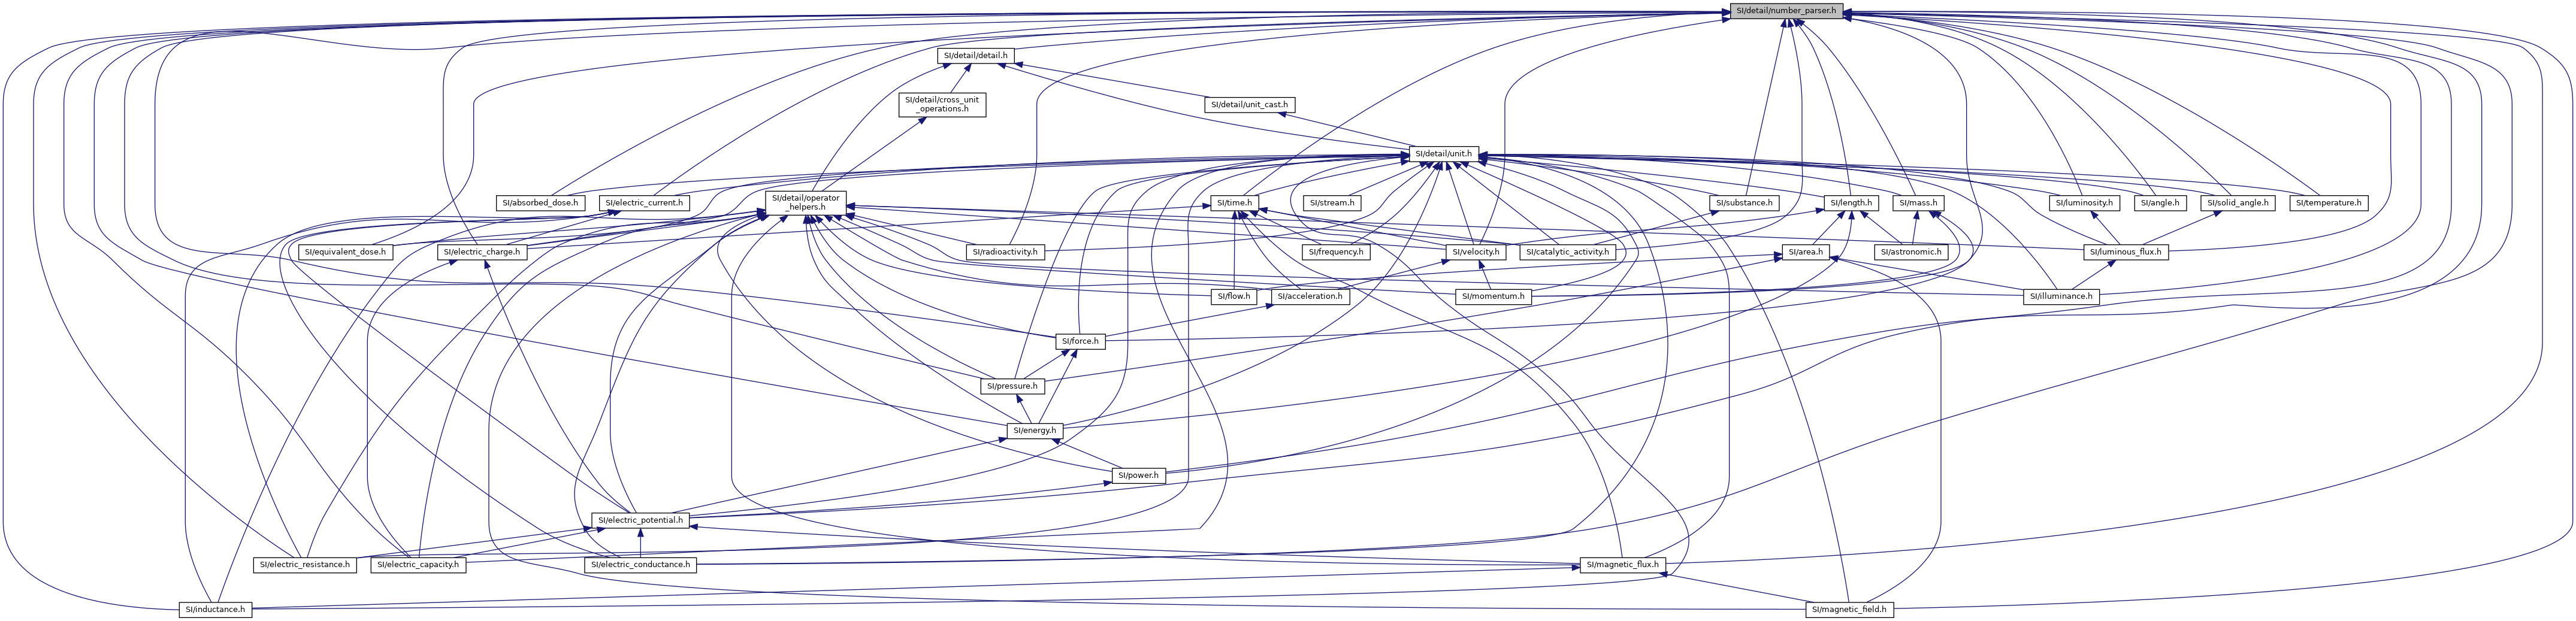 SI/detail/number_parser.h
SI/detail/detail.h
SI/detail/cross_unit
_operations.h
SI/detail/unit_cast.h
SI/detail/unit.h
SI/absorbed_dose.h
SI/electric_current.h
SI/detail/operator
_helpers.h
SI/time.h
SI/stream.h
SI/substance.h
SI/length.h
SI/mass.h
SI/luminosity.h
SI/angle.h
SI/solid_angle.h
SI/temperature.h
SI/equivalent_dose.h
SI/electric_charge.h
SI/radioactivity.h
SI/frequency.h
SI/velocity.h
SI/catalytic_activity.h
SI/area.h
SI/astronomic.h
SI/luminous_flux.h
SI/flow.h
SI/acceleration.h
SI/momentum.h
SI/illuminance.h
SI/force.h
SI/pressure.h
SI/energy.h
SI/power.h
SI/electric_potential.h
SI/electric_resistance.h
SI/electric_capacity.h
SI/electric_conductance.h
SI/magnetic_flux.h
SI/inductance.h
SI/magnetic_field.h